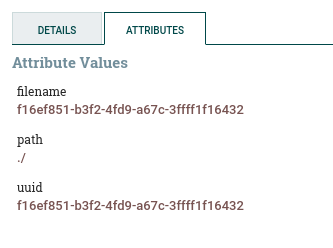 DETAILS
ATTRIBUTES
Attribute Values
filename
f16ef851-b3f2-4fd9-a67c-3ffff1f16432
path
./
uuid
f16ef851-b3f2-4fd9-a67c-3ffff1f16432